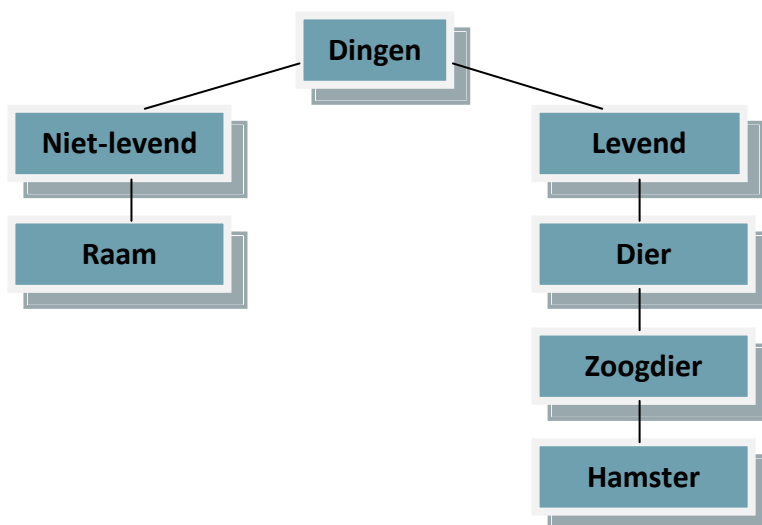 Dingen
Niet-levend
Levend
Raam
Dier
Zoogdier
Hamster